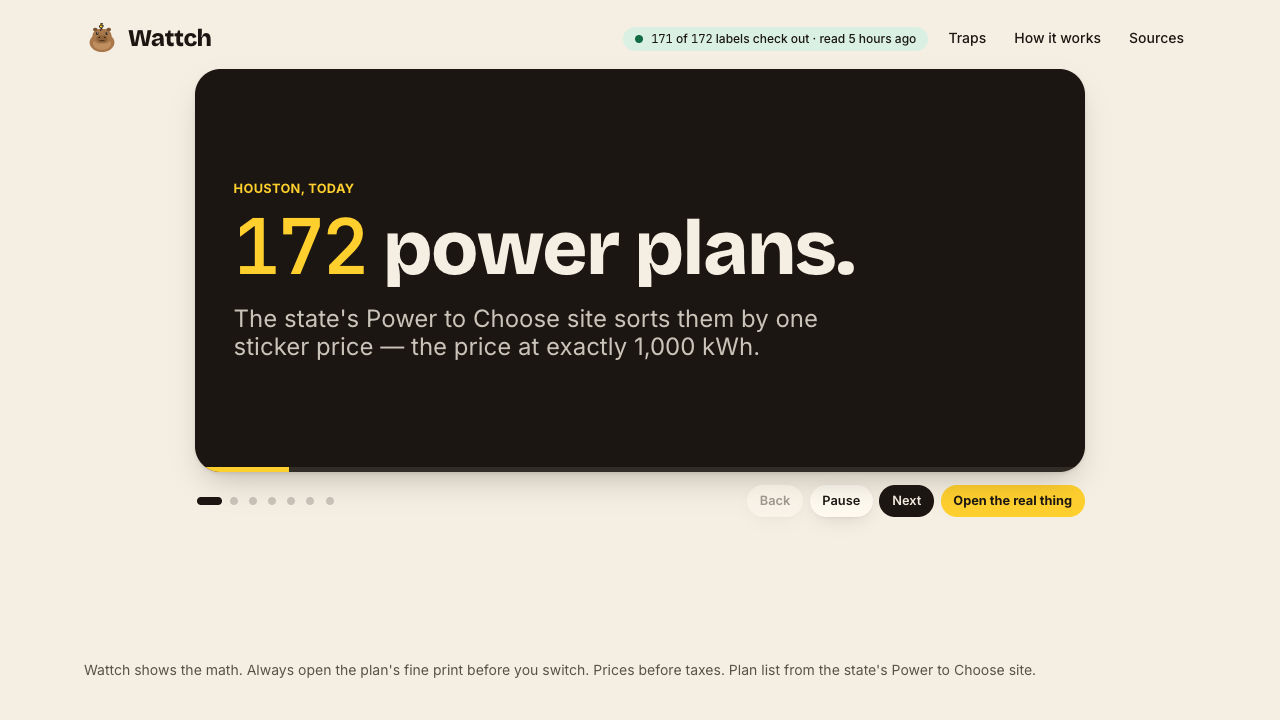 Wattch
171 of 172 labels check out · read 5 hours ago
Traps
How it works
Sources
HOUSTON, TODAY
172 power plans.
The state's Power to Choose site sorts them by one
sticker price — the price at exactly 1,000 kWh.
Back
Pause
Next
Open the real thing
Wattch shows the math. Always open the plan's fine print before you switch. Prices before taxes. Plan list from the state's Power to Choose site.